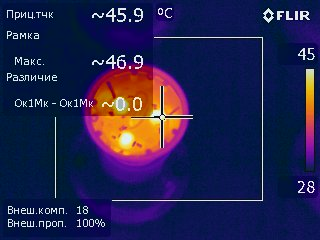 Приц.тчк ~45.9 °C
FLIR
Рамка
Макс. ~46.9
Различие
Ок1Мк - Ок1Мк ~0.0
45
28
Внеш.комп. 18
Внеш.проп. 100%